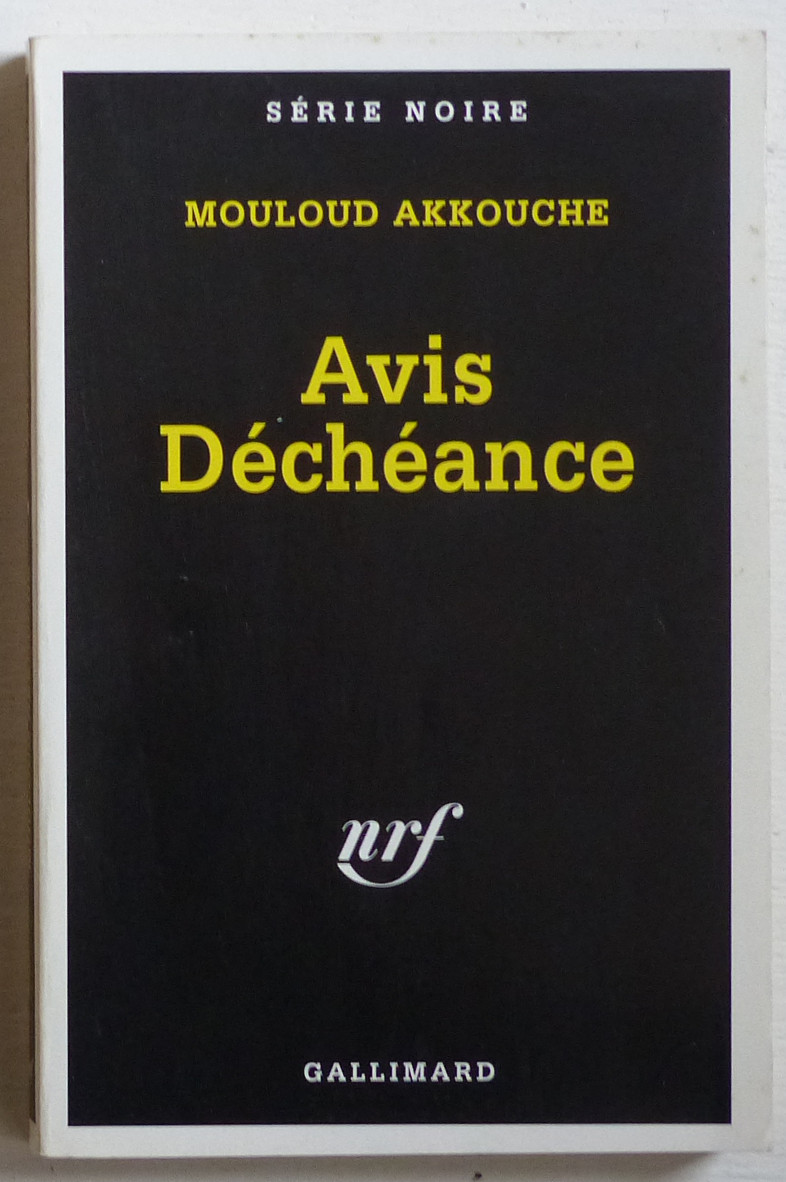 SÉRIE NOIRE
MOULOUD AKKOUCHE
Avis
Déchéance
nrf
GALLIMARD